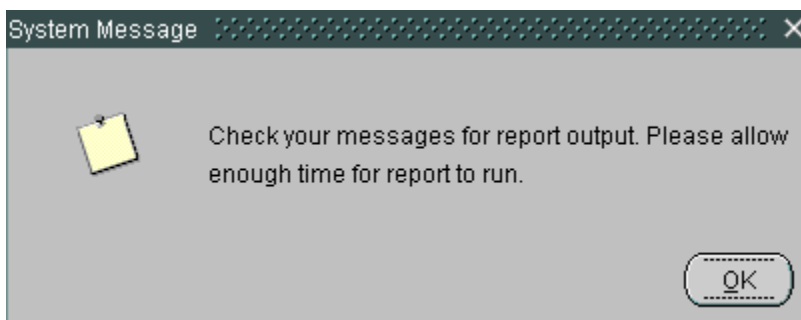 System Message
Check your messages for report output. Please allow
enough time for report to run.
OK